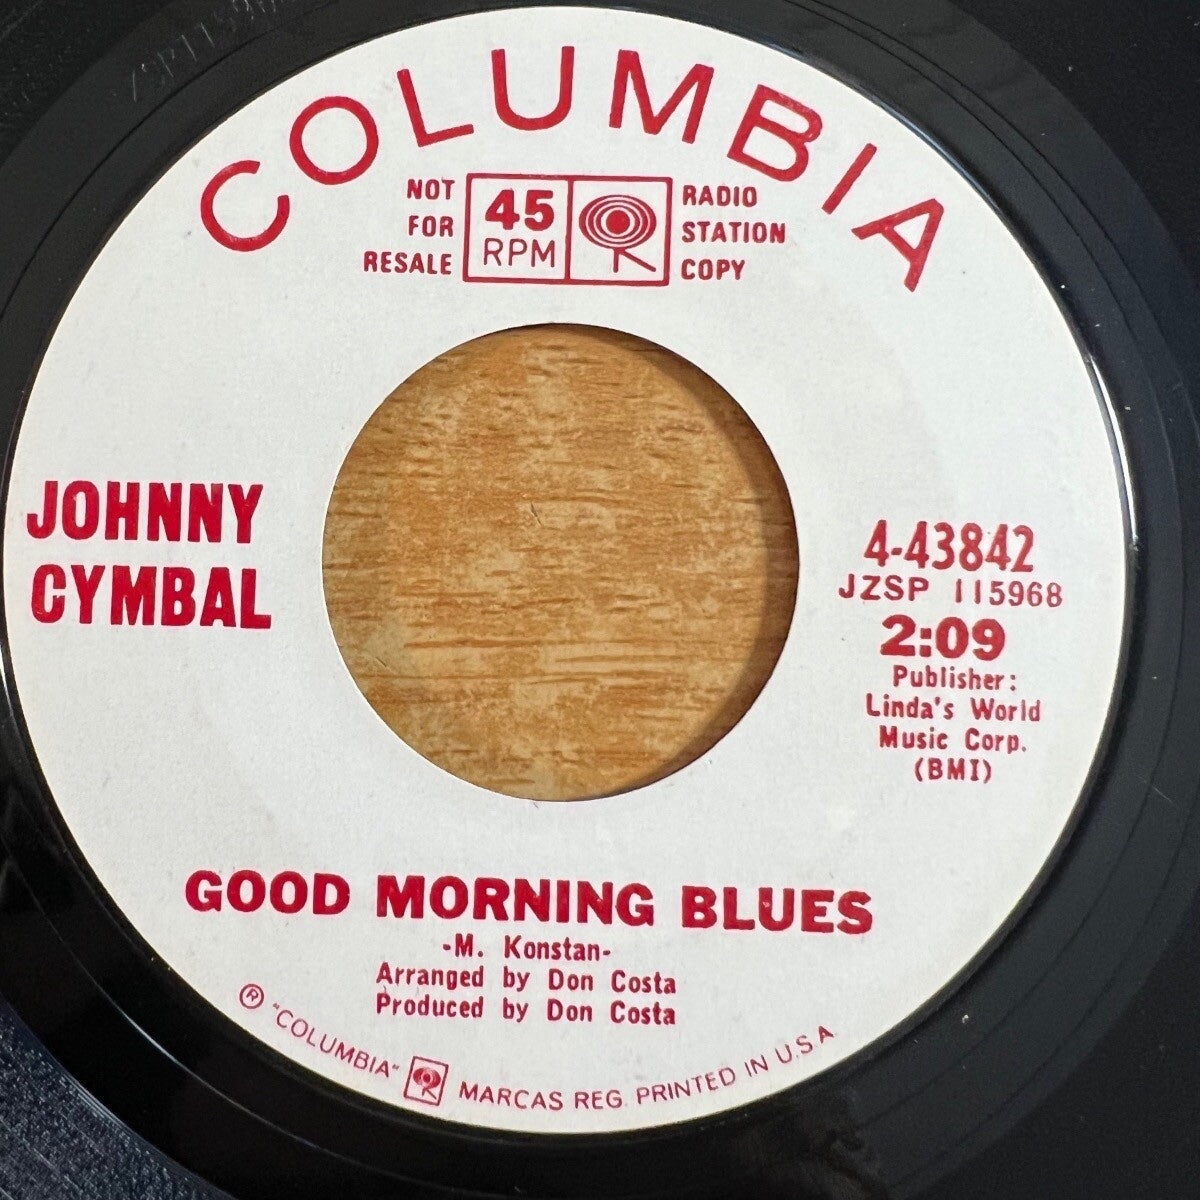 COLUMBIA
NOT
FOR
RESALE
45
RPM
RADIO
STATION
COPY
JOHNNY
CYMBAL
4-43842
JZSP 115968
2:09
Publisher:
Linda's World
Music Corp.
(BMI)
GOOD MORNING BLUES
-M. Konstan-
Arranged by Don Costa
Produced by Don Costa
® "COLUMBIA" MARCAS REG. PRINTED IN U.S.A